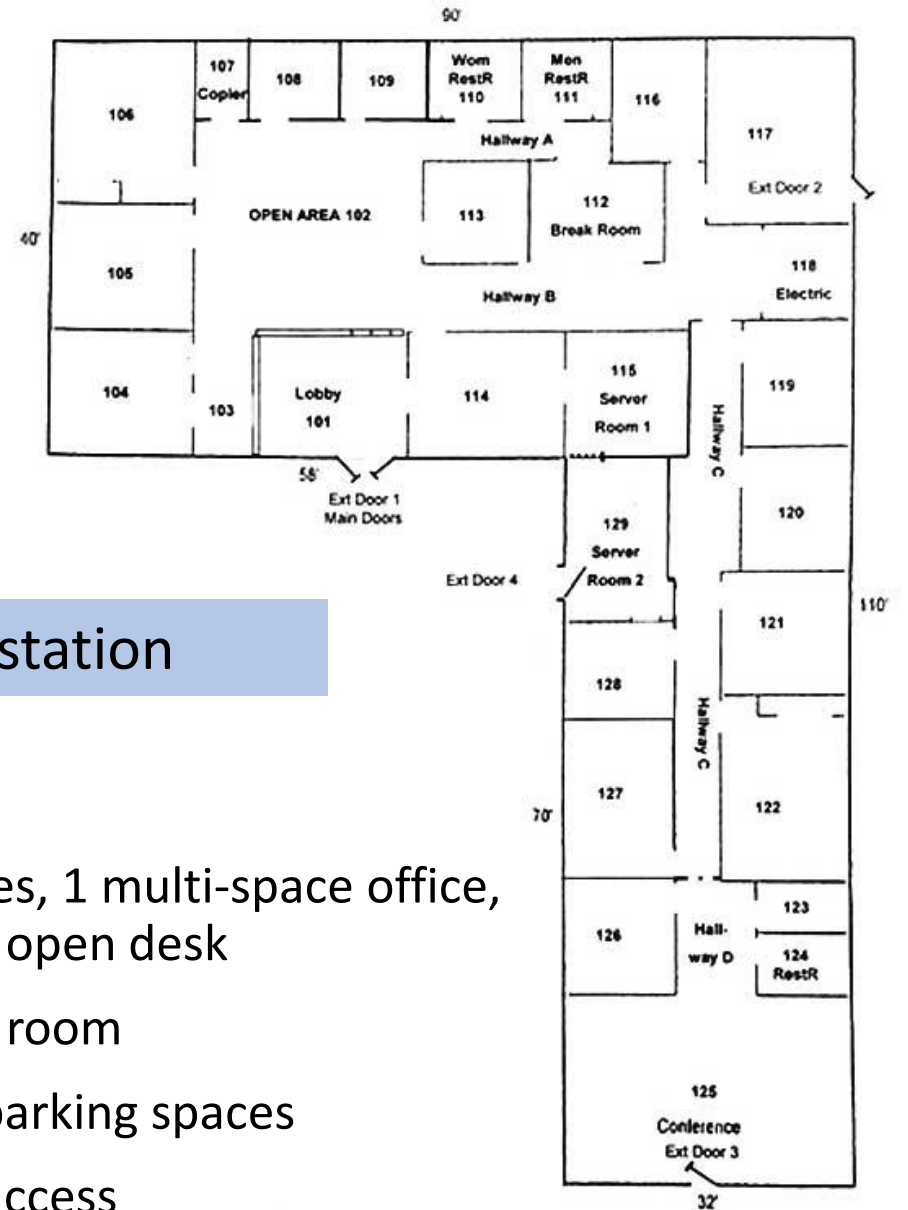 90'
107
Copier
108
109
Wom
RestR
110
Men
RestR
111
116
106
117
Hallway A
Ext Door 2
OPEN AREA 102
113
112
Break Room
40'
105
118
Electric
Hallway B
104
103
Lobby
101
114
115
Server
Room 1
119
Hallway C
58'
Ext Door 1
Main Doors
129
Server
Room 2
120
Ext Door 4
110'
121
station
128
Hallway C
127
122
70'
es, 1 multi-space office,
open desk
126
Hall-
way D
123
124
RestR
room
parking spaces
125
Conference
Ext Door 3
ccess
32'